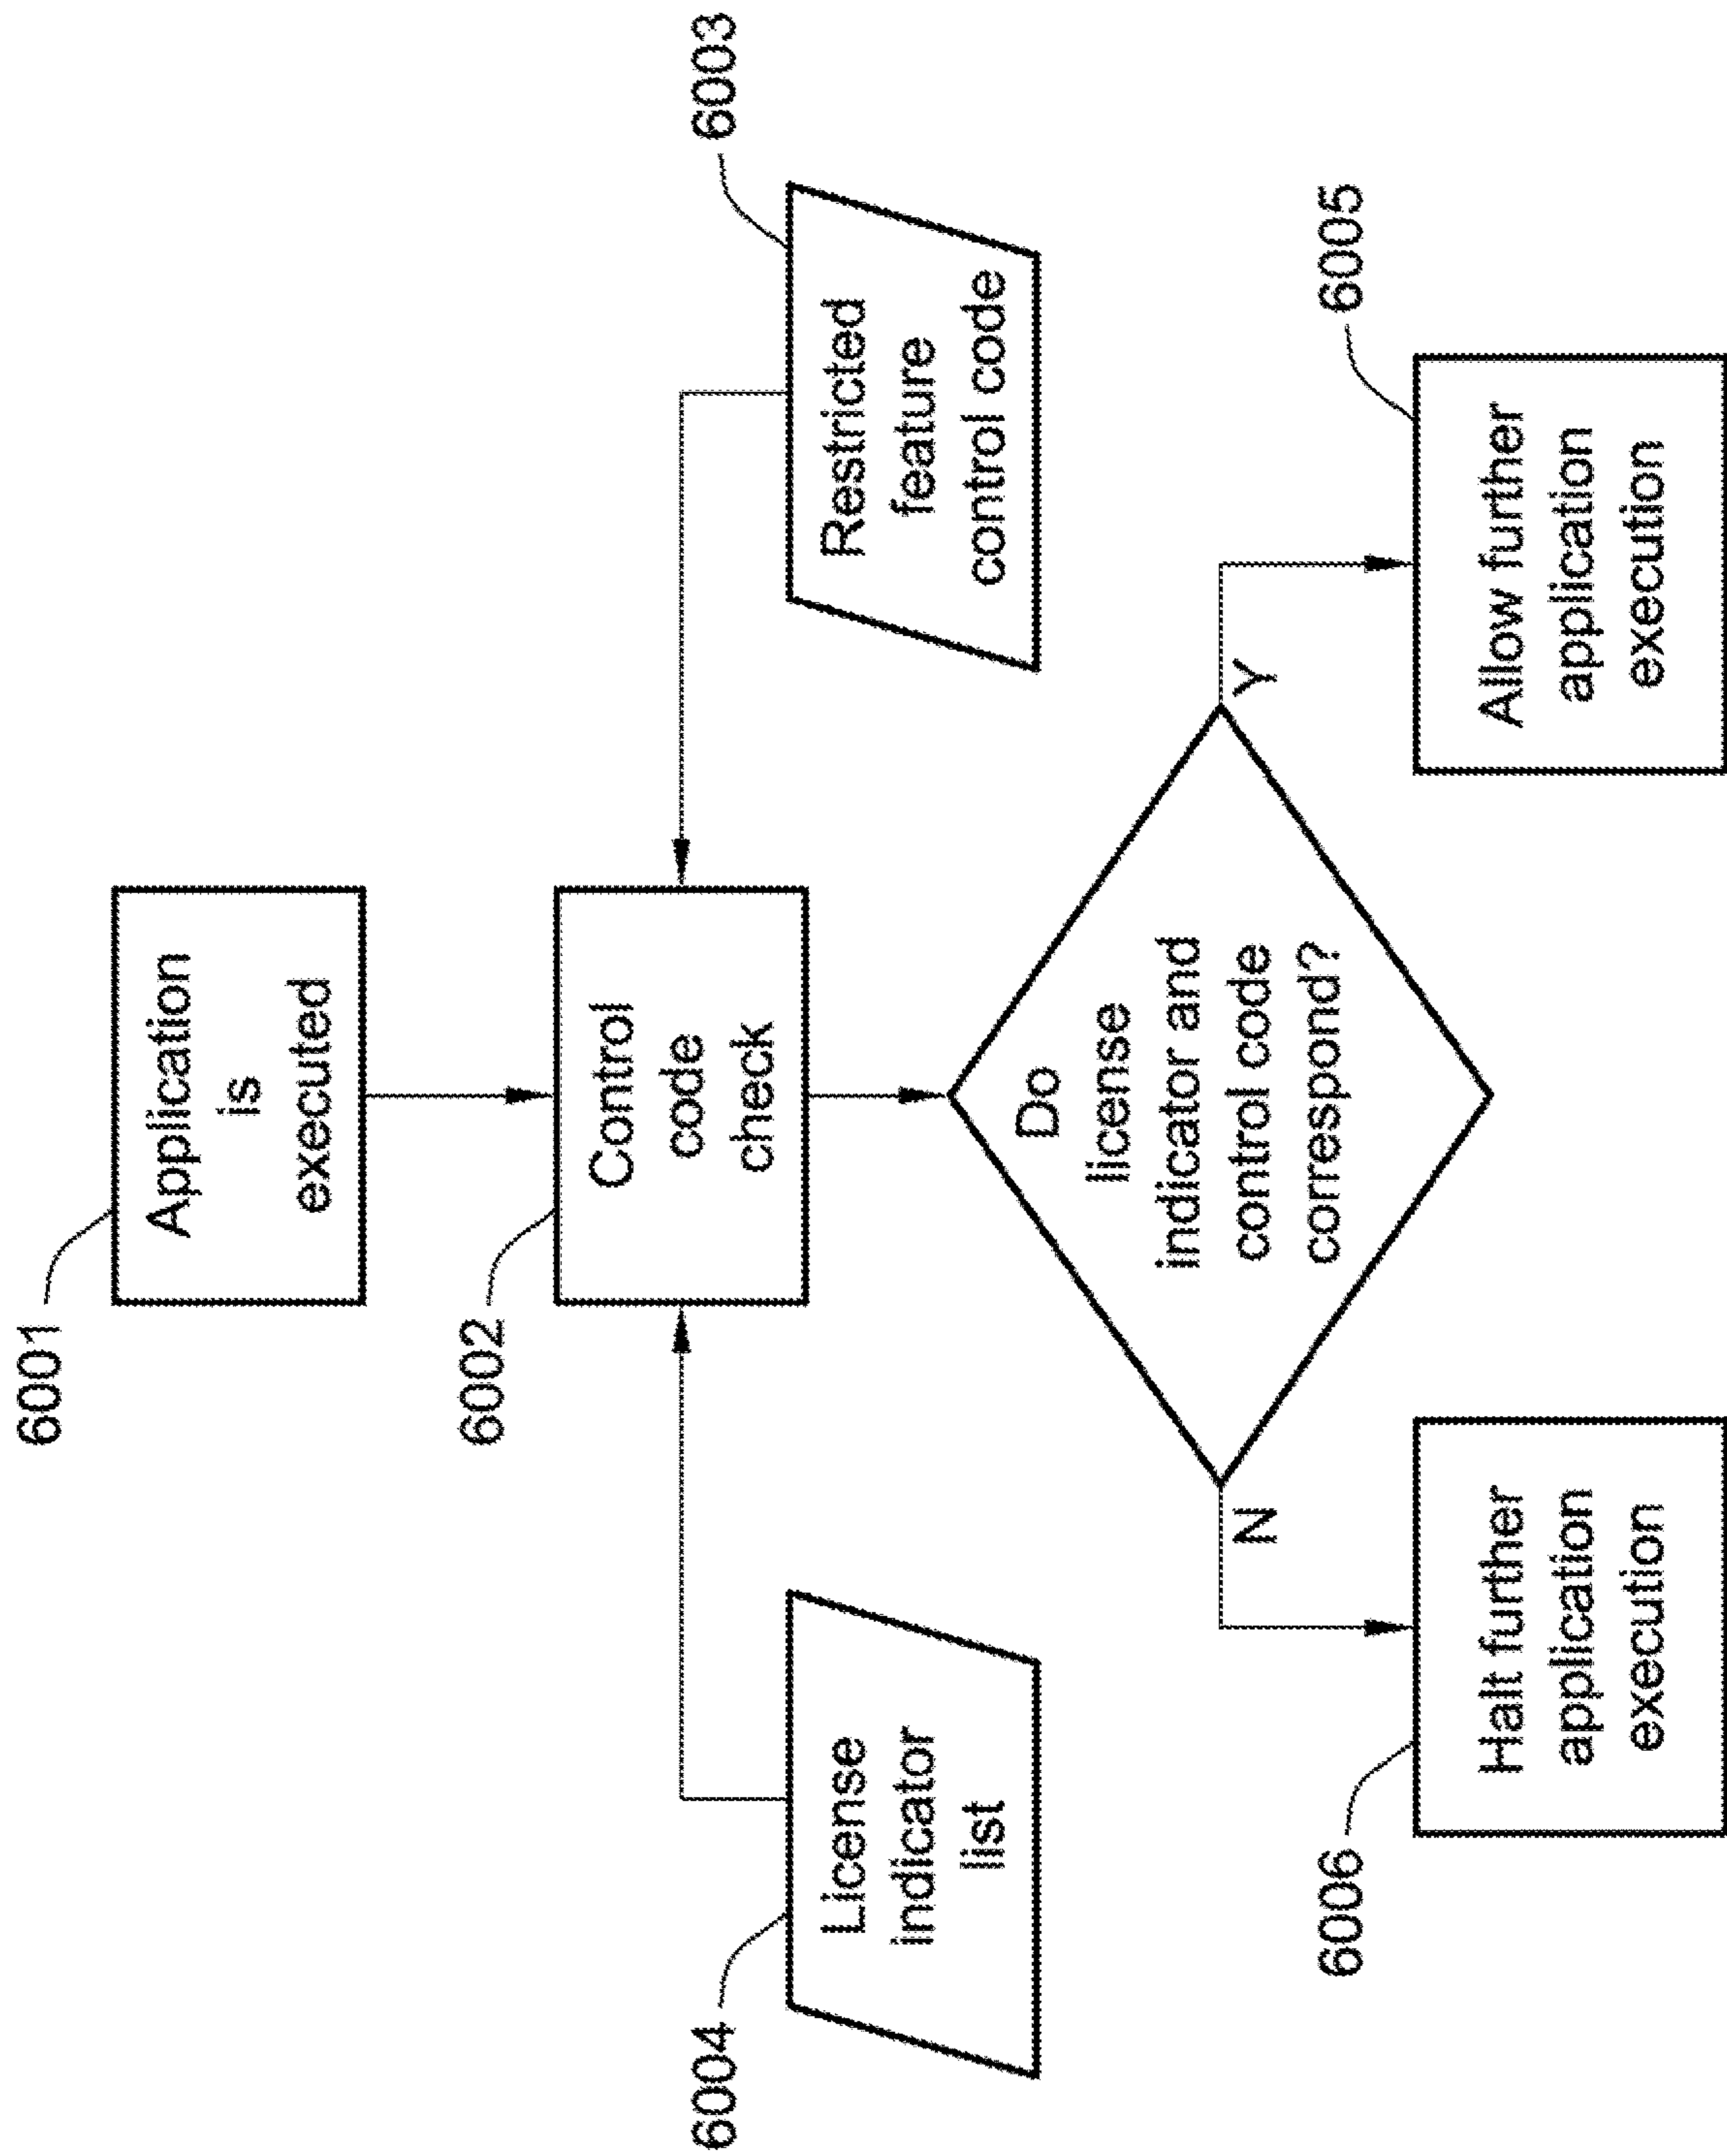 6001
Application
is
executed
6002
Control
code
check
6004
License
indicator
list
6003
Restricted
feature
control code
Do
license
indicator and
control code
correspond?
N
Y
6006
Halt further
application
execution
6005
Allow further
application
execution